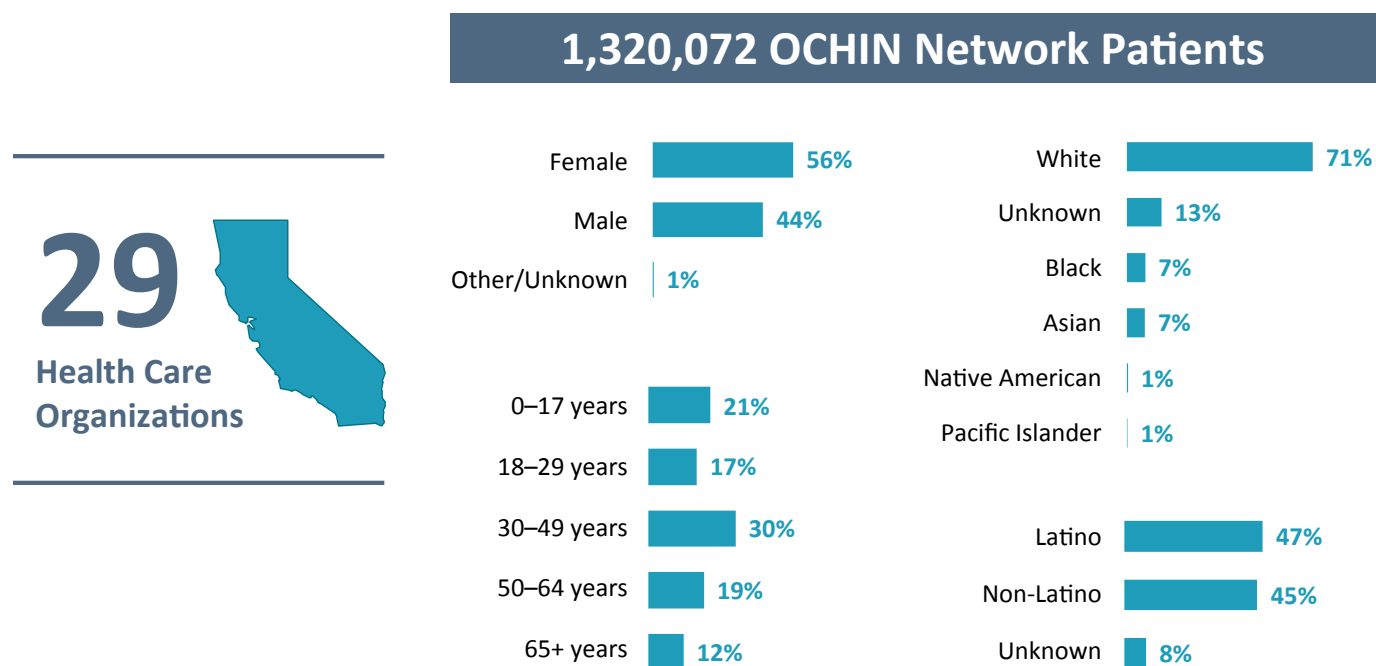 1,320,072 OCHIN Network Patients
29
Health Care
Organizations
Female 56%
Male 44%
Other/Unknown 1%
0–17 years 21%
18–29 years 17%
30–49 years 30%
50–64 years 19%
65+ years 12%
White 71%
Unknown 13%
Black 7%
Asian 7%
Native American 1%
Pacific Islander 1%
Latino 47%
Non-Latino 45%
Unknown 8%